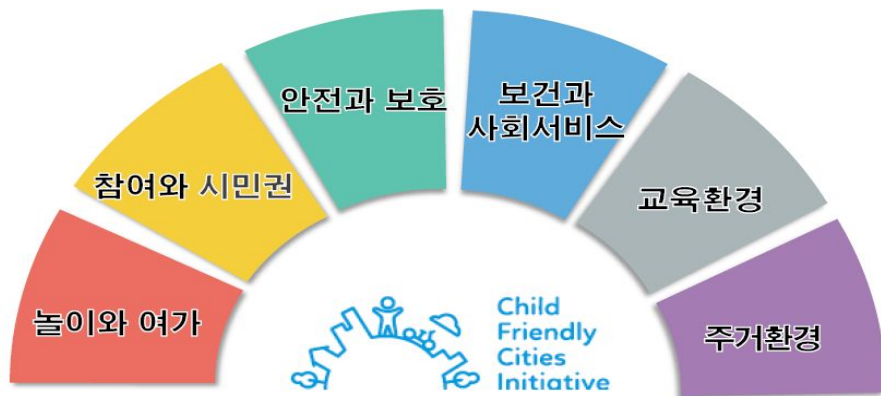 놀이와 여가
참여와 시민권
안전과 보호
보건과
사회서비스
교육환경
주거환경
Child
Friendly
Cities
Initiative